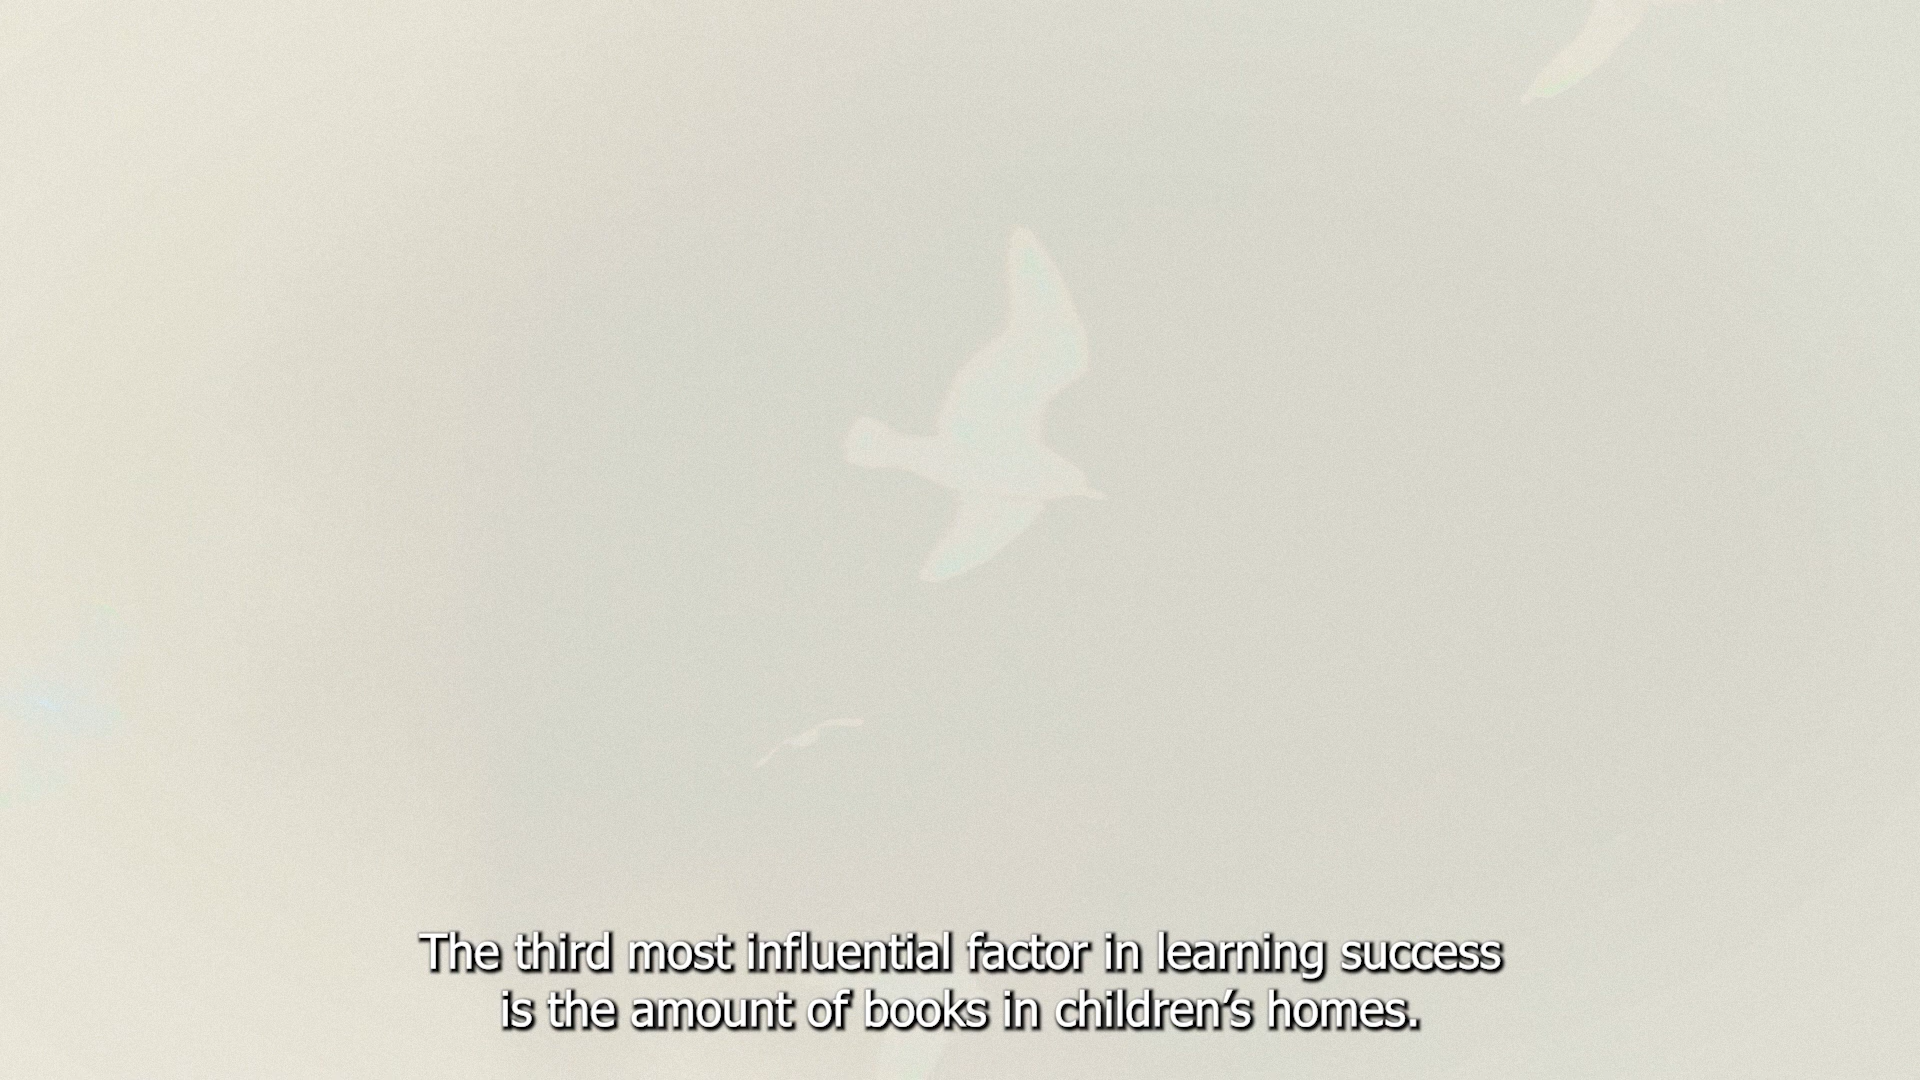 The third most influential factor in learning success
is the amount of books in children’s homes.